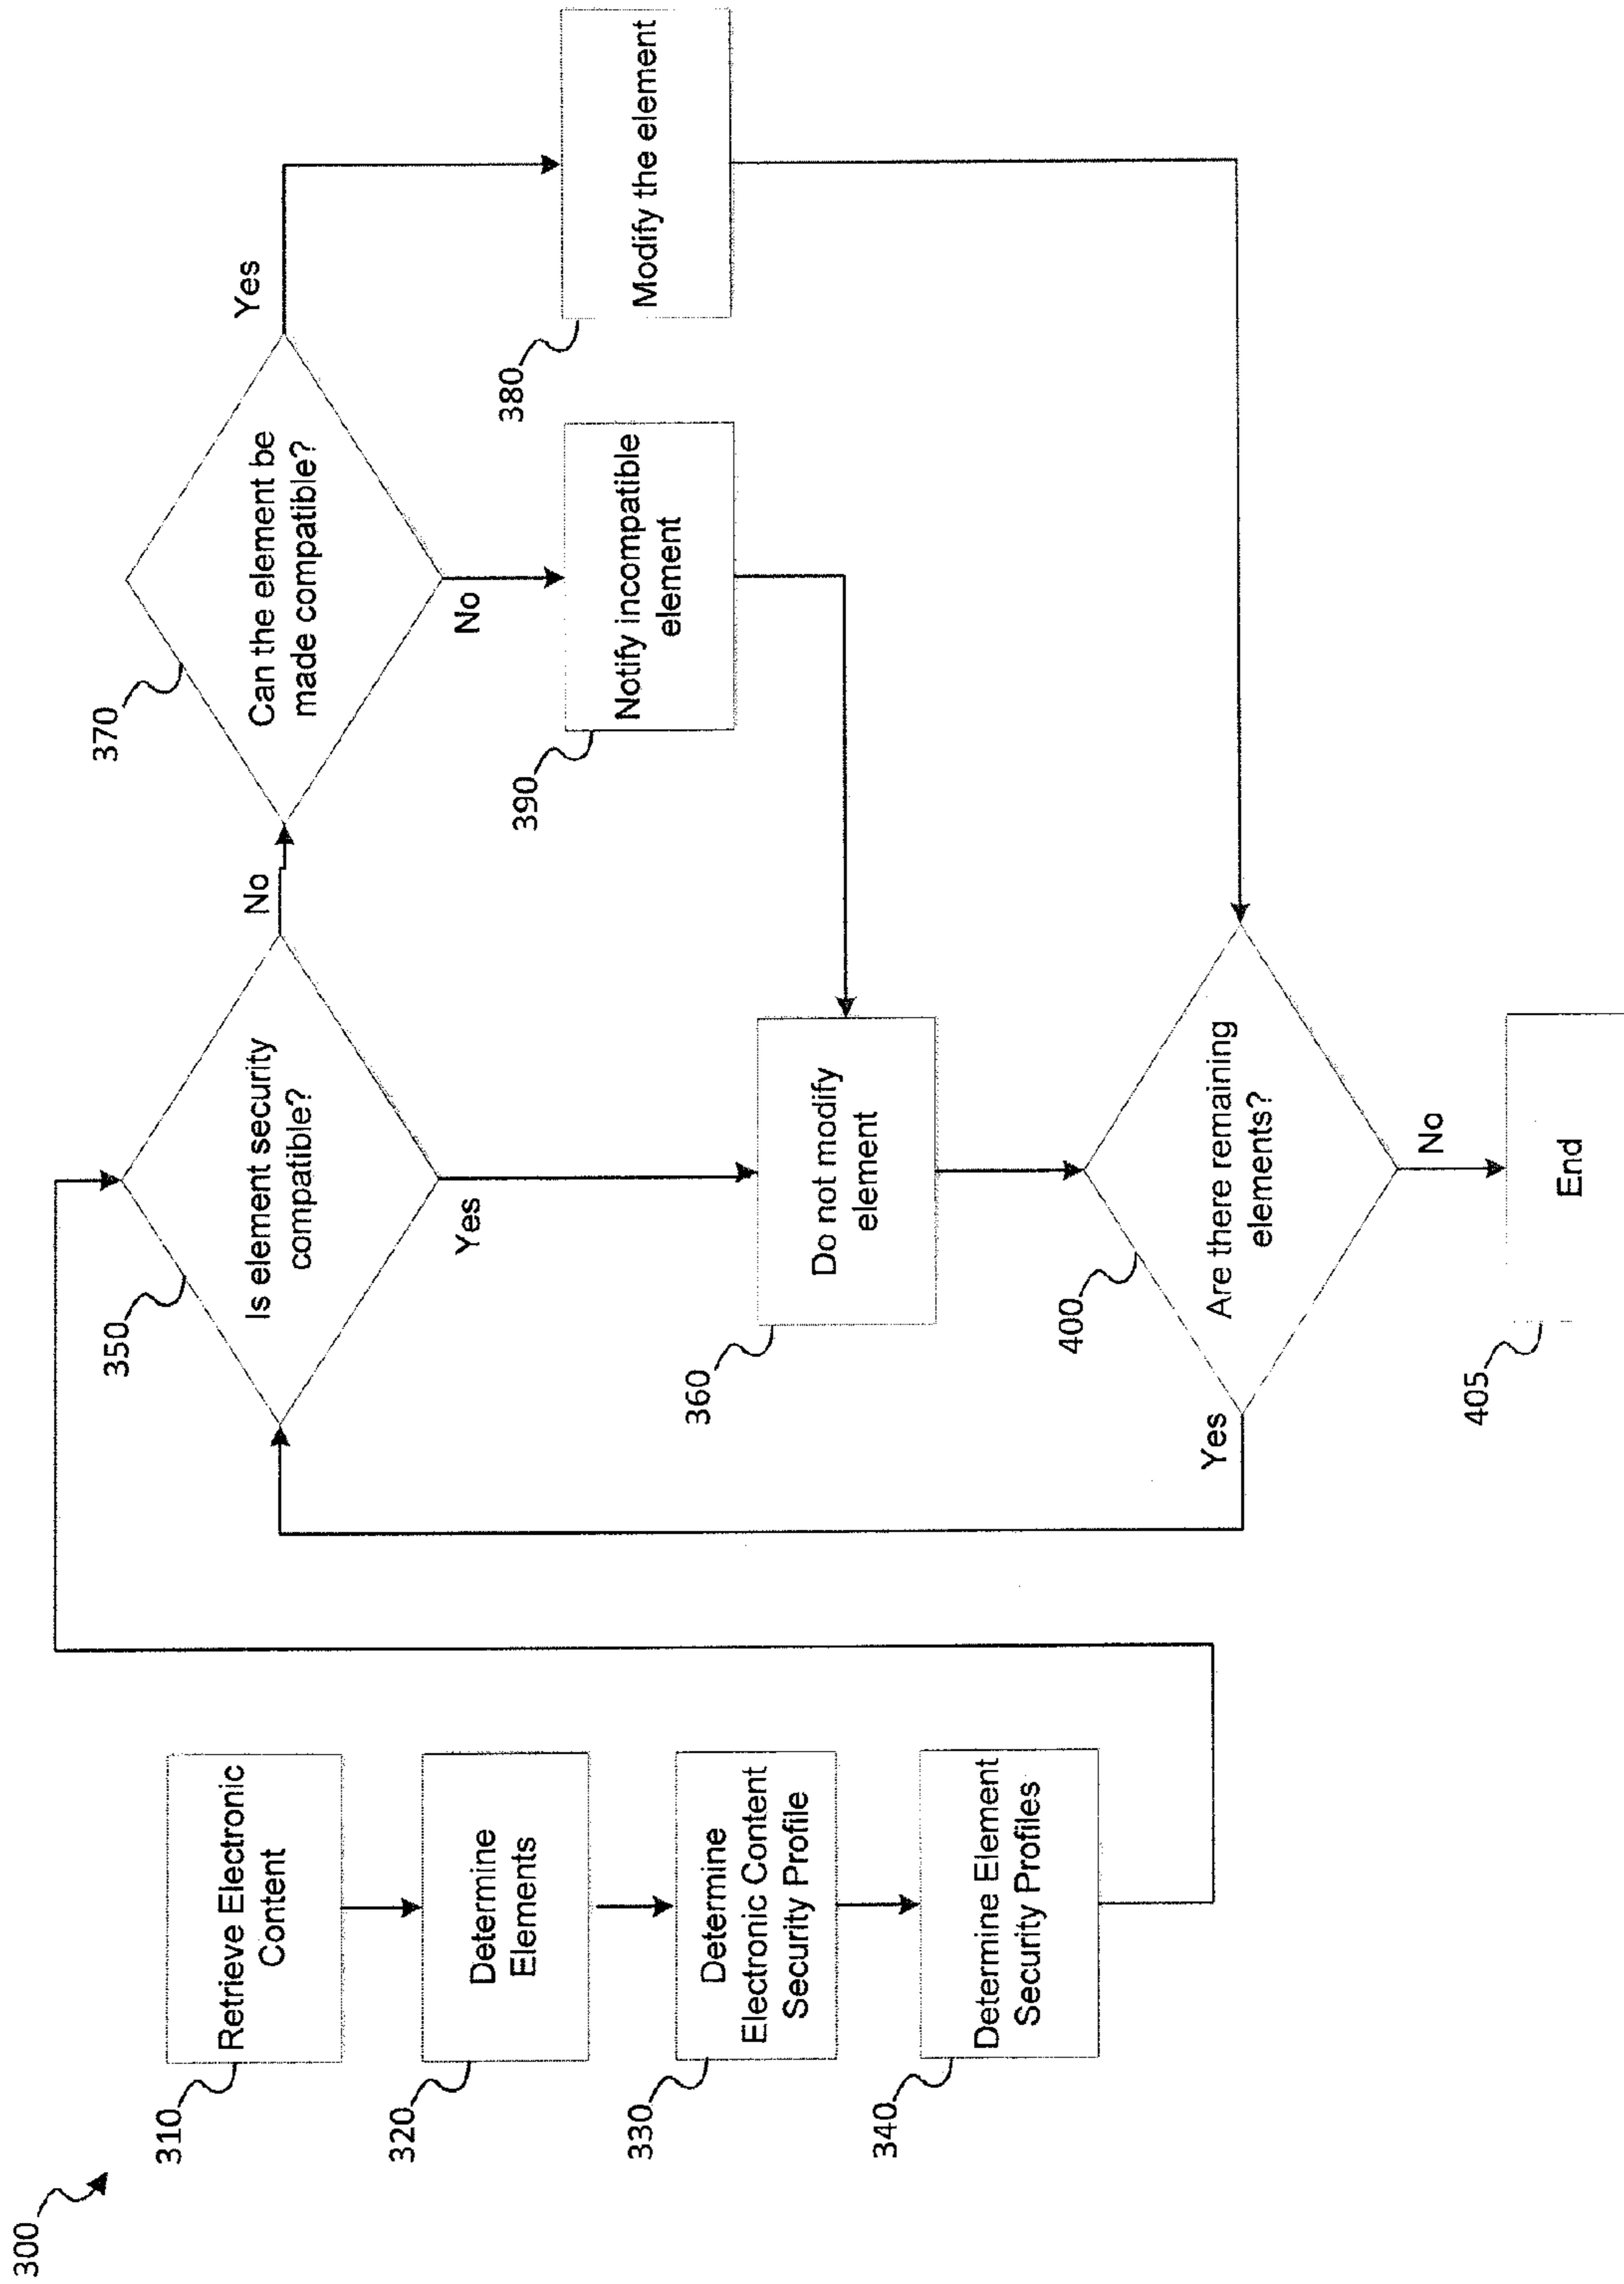 300
310
Retrieve Electronic
Content
320
Determine
Elements
330
Determine
Electronic Content
Security Profile
340
Determine Element
Security Profiles
350
Is element security
compatible?
No
Yes
360
Do not modify
element
370
Can the element be
made compatible?
Yes
No
380
Modify the element
390
Notify incompatible
element
400
Are there remaining
elements?
Yes
No
405
End